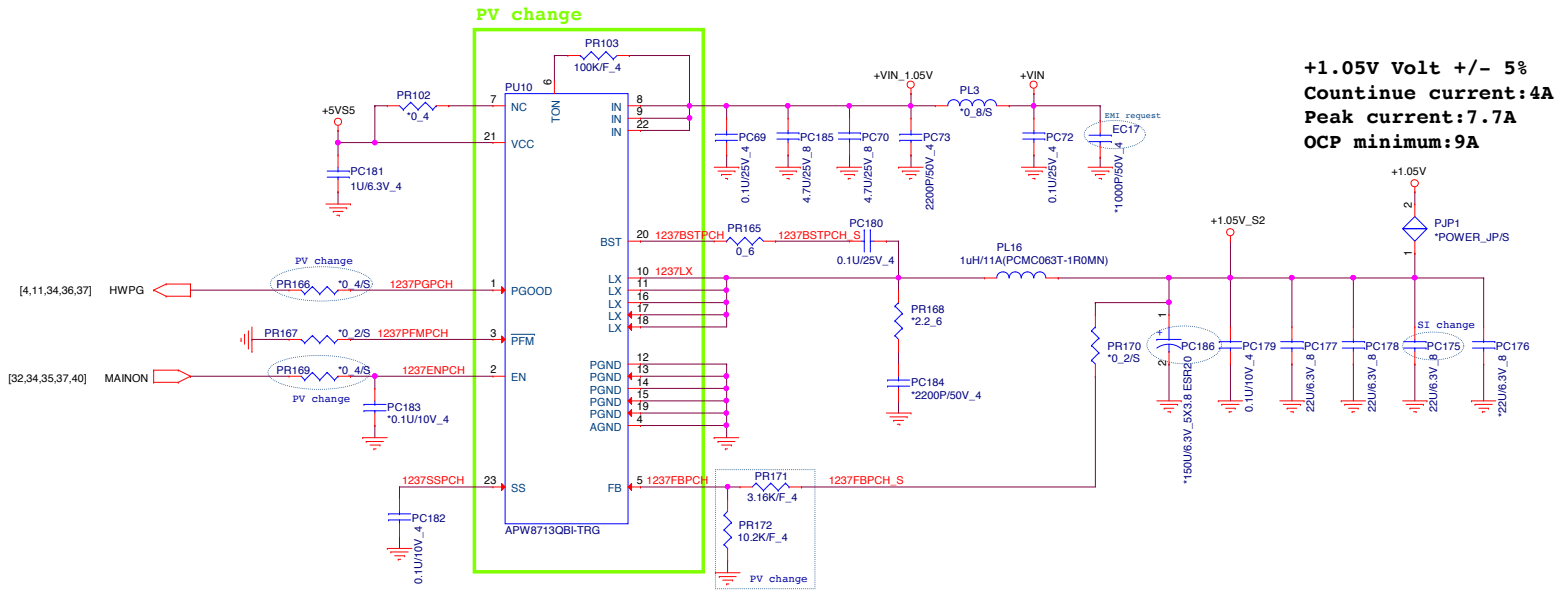 PV change
PR103
100K/F_4
6
+VIN_1.05V
+VIN
+1.05V Volt +/- 5%
Countinue current:4A
Peak current:7.7A
OCP minimum:9A
PU10
TON
PL3
*0_8/S
+5VS5
PR102
*0_4
7
NC
21
VCC
IN
8
IN
9
IN
22
PC181
1U/6.3V_4
PC69
0.1U/25V_4
PC185
4.7U/25V_8
PC70
4.7U/25V_8
PC73
2200P/50V_4
PC72
0.1U/25V_4
EMI request
EC17
*1000P/50V_4
+1.05V
2
PJP1
*POWER_JP/S
1
+1.05V_S2
BST
20
1237BSTPCH
PR165
0_6
1237BSTPCH_S
PC180
0.1U/25V_4
PL16
1uH/11A(PCMC063T-1R0MN)
LX
10
1237LX
LX
11
LX
16
LX
17
LX
18
PV change
[4,11,34,36,37]
HWPG
PR166
*0_4/S
1237PGPCH
1
PGOOD
PR167
*0_2/S
1237PFMPCH
3
PFM
[32,34,35,37,40]
MAINON
PR169
*0_4/S
1237ENPCH
2
EN
PV change
PC183
*0.1U/10V_4
PGND
12
PGND
13
PGND
14
PGND
15
PGND
19
AGND
4
PR168
*2.2_6
PC184
*2200P/50V_4
PR170
*0_2/S
1
+
PC186
2
*150U/6.3V_5X3.8 ESR20
PC179
0.1U/10V_4
PC177
22U/6.3V_8
PC178
22U/6.3V_8
SI change
PC175
22U/6.3V_8
PC176
*22U/6.3V_8
1237SSPCH
23
SS
PC182
0.1U/10V_4
FB
5
1237FBPCH
PR171
3.16K/F_4
1237FBPCH_S
PR172
10.2K/F_4
PV change
APW8713QBI-TRG